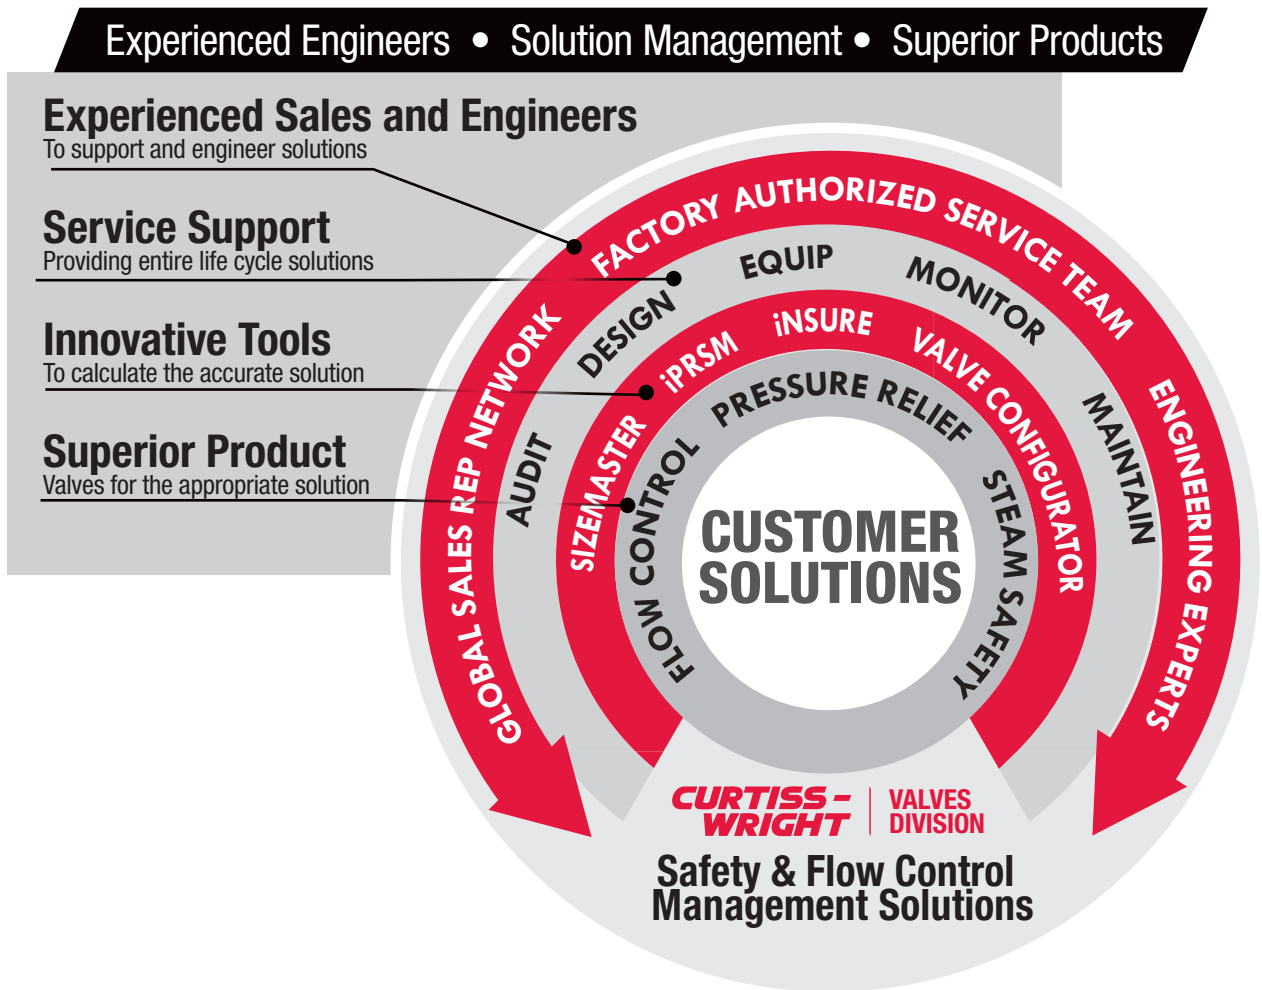 Experienced Engineers • Solution Management • Superior Products
Experienced Sales and Engineers
To support and engineer solutions
Service Support
Providing entire life cycle solutions
Innovative Tools
To calculate the accurate solution
Superior Product
Valves for the appropriate solution
GLOBAL SALES REP NETWORK
FACTORY AUTHORIZED SERVICE TEAM
ENGINEERING EXPERTS
AUDIT
DESIGN
EQUIP
MONITOR
MAINTAIN
SIZEMASTER
iPRSM
iNSURE
VALVE CONFIGURATOR
FLOW CONTROL
PRESSURE RELIEF
STEAM SAFETY
CUSTOMER
SOLUTIONS
CURTISS-
WRIGHT
VALVES
DIVISION
Safety & Flow Control
Management Solutions